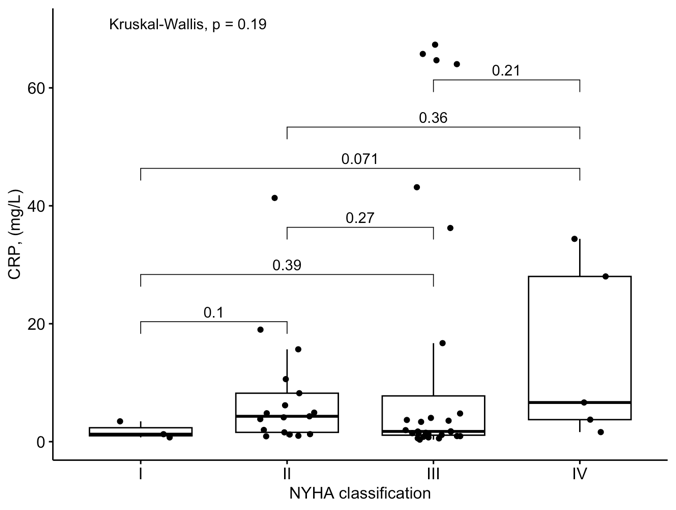 Kruskal-Wallis, p = 0.19
0.21
0.36
0.071
0.27
0.39
0.1
CRP, (mg/L)
60
40
20
0
I II III IV
NYHA classification